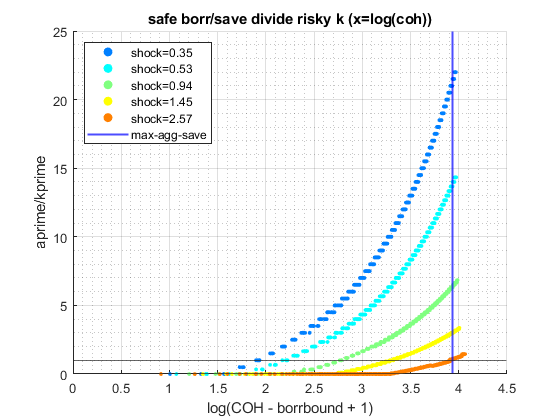 safe borr/save divide risky k (x=log(coh))
25
20
15
10
5
0
aprime/kprime
shock=0.35
shock=0.53
shock=0.94
shock=1.45
shock=2.57
max-agg-save
0
0.5
1
1.5
2
2.5
3
3.5
4
4.5
log(COH - borrbound + 1)